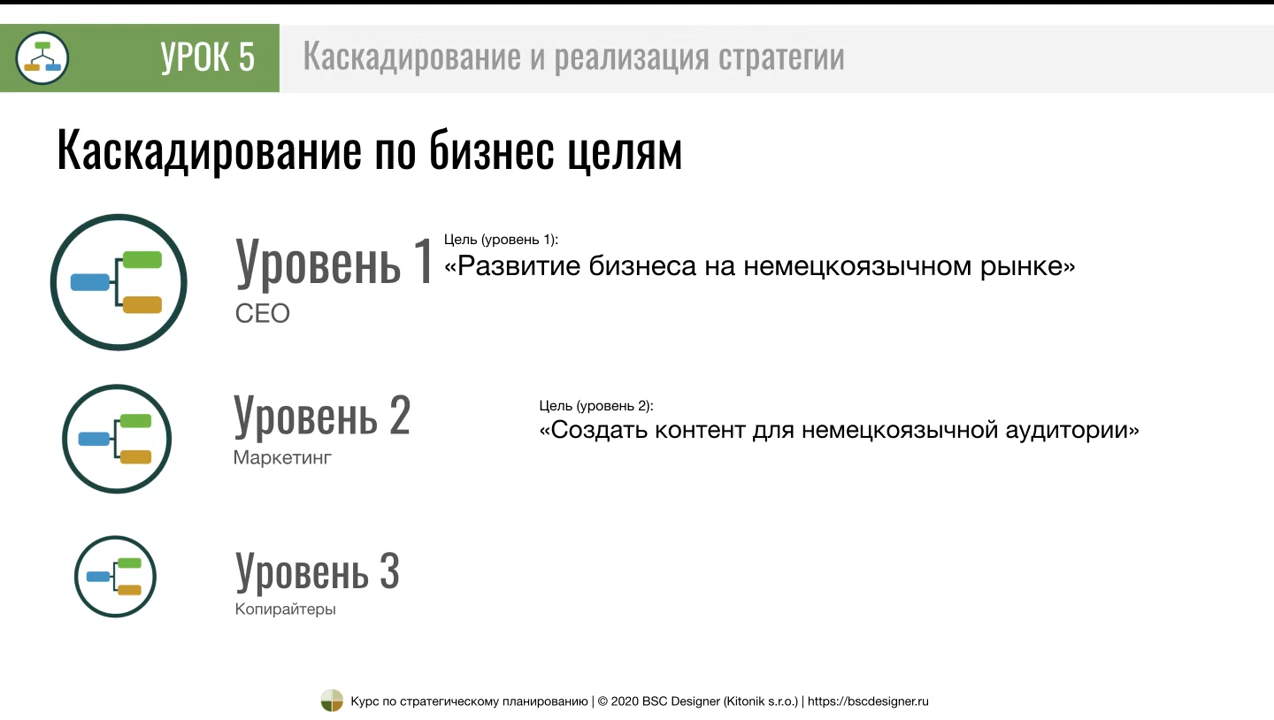 УРОК 5
Каскадирование и реализация стратегии
Каскадирование по бизнес целям
Уровень 1
Цель (уровень 1):
«Развитие бизнеса на немецкоязычном рынке»
CEO
Уровень 2
Цель (уровень 2):
«Создать контент для немецкоязычной аудитории»
Маркетинг
Уровень 3
Копирайтеры
Курс по стратегическому планированию | © 2020 BSC Designer (Kitonik s.r.o.) | https://bscdesigner.ru